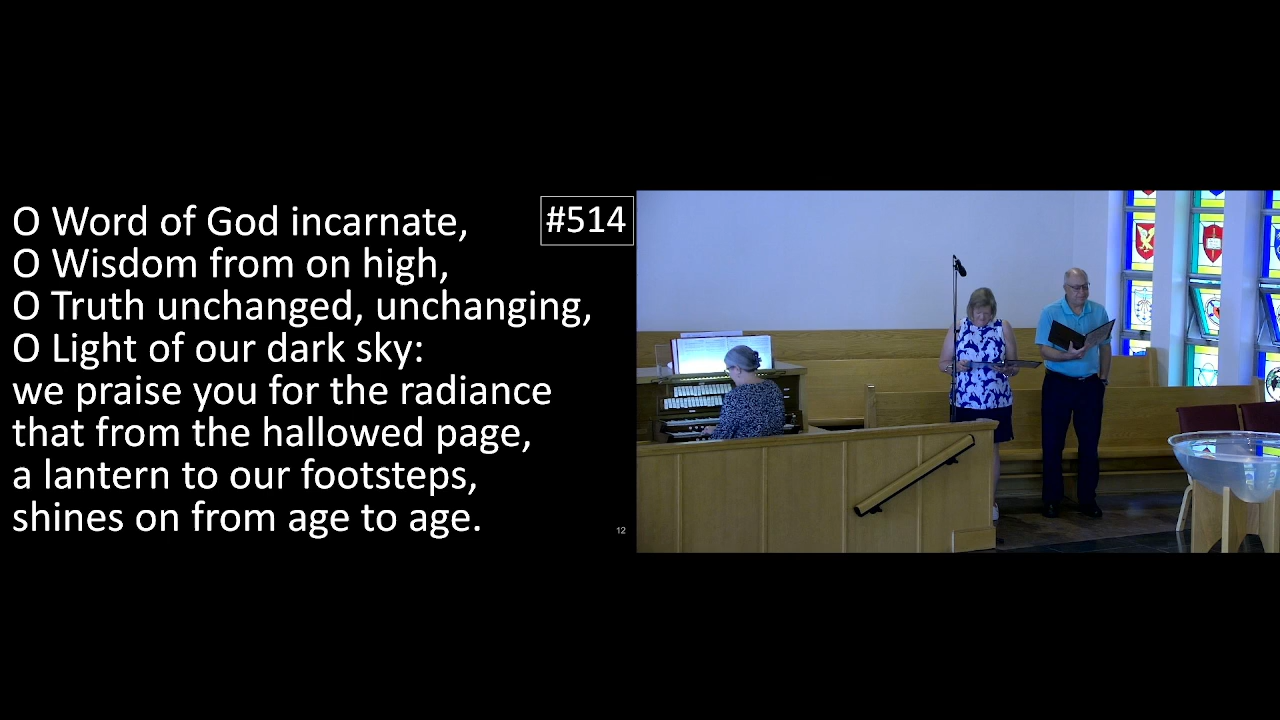 O Word of God incarnate,
#514
O Wisdom from on high,
O Truth unchanged, unchanging,
O Light of our dark sky:
we praise you for the radiance
that from the hallowed page,
a lantern to our footsteps,
shines on from age to age.
12